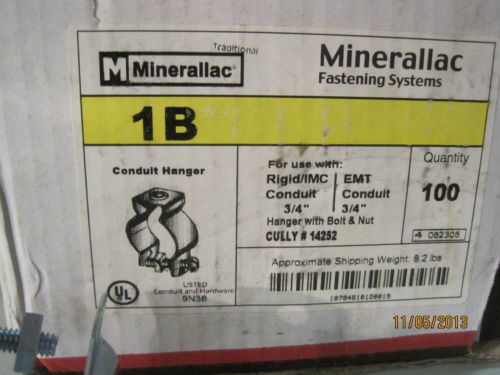 Traditional
M Minerallac®
Minerallac
Fastening Systems
1B
Conduit Hanger
For use with:
Rigid/IMC EMT
Conduit Conduit
3/4" 3/4"
Hanger with Bolt & Nut
CULLY # 14252
Quantity
100
4 082305
Approximate Shipping Weight: 8.2 lbs
10784810120019
UL
LISTED
Conduit and Hardware
9N38
11/05/2013